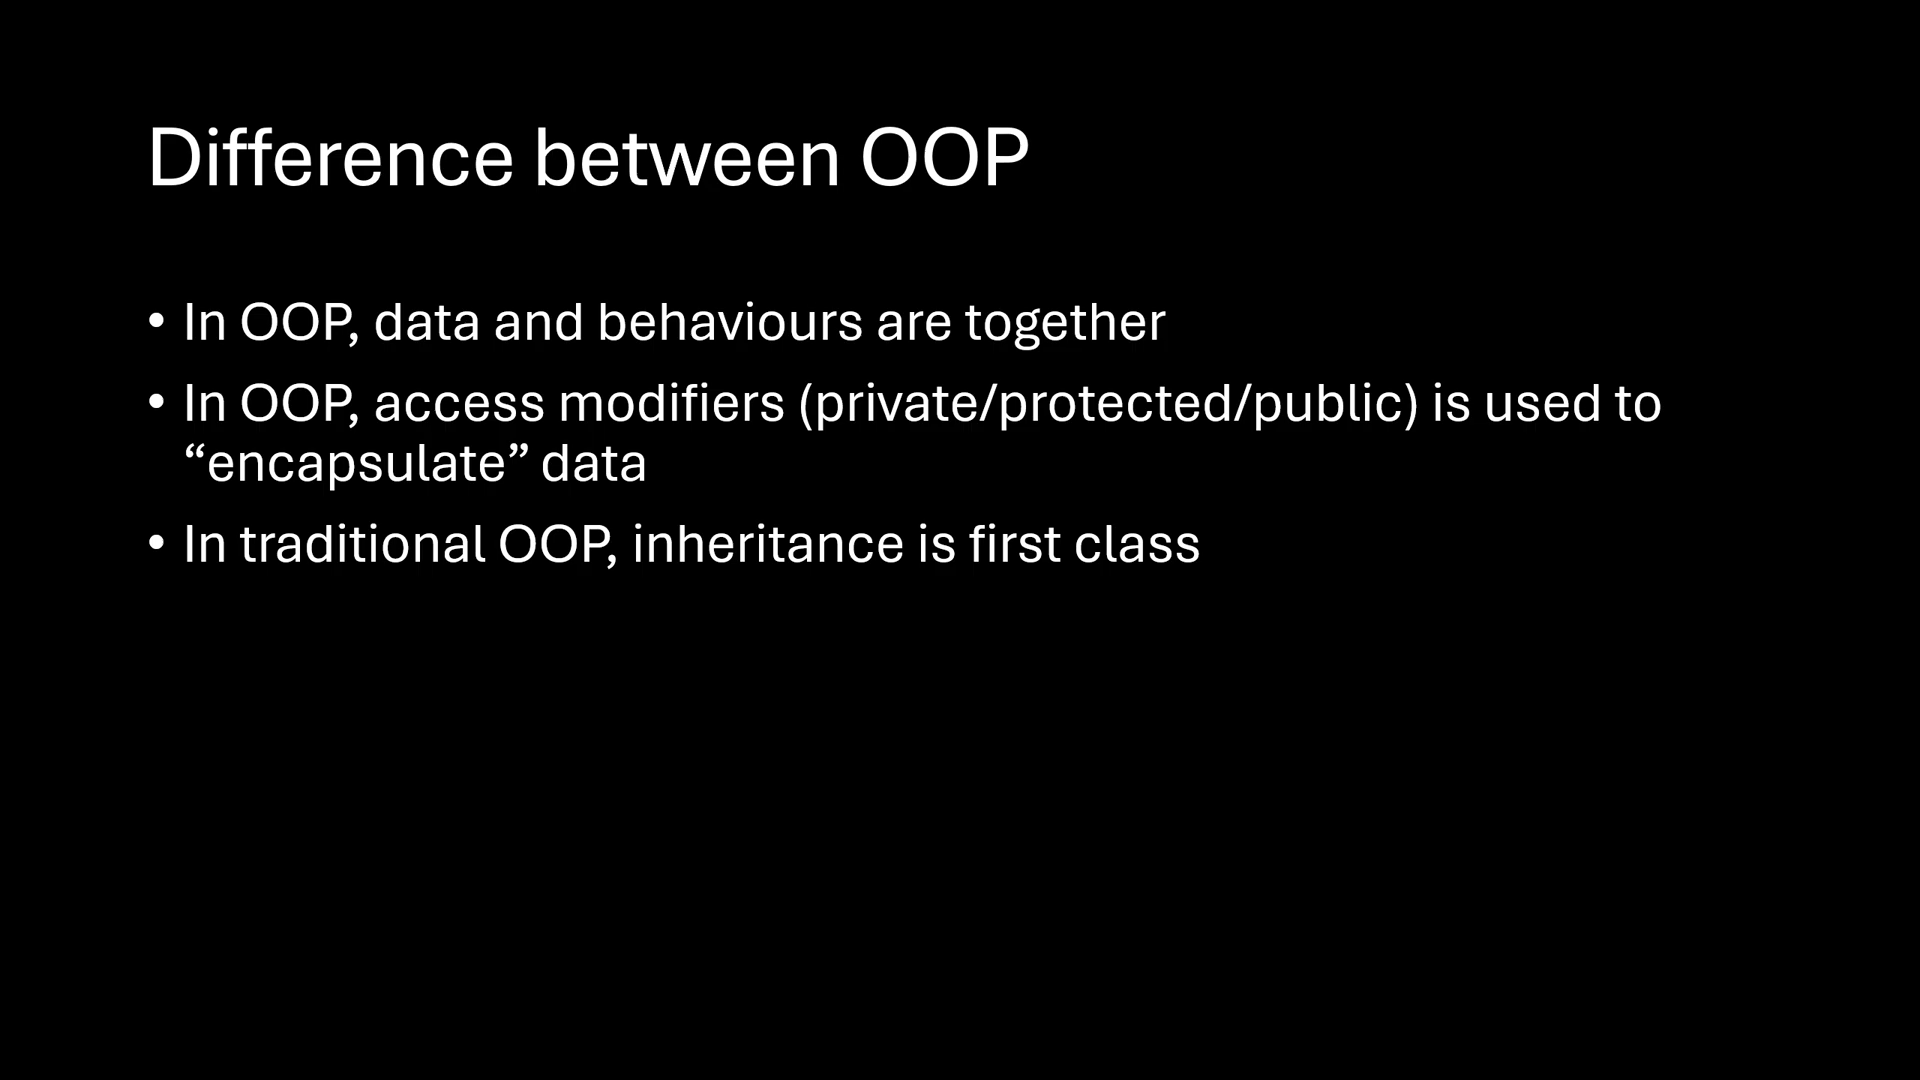 Difference between OOP
• In OOP, data and behaviours are together
• In OOP, access modifiers (private/protected/public) is used to
“encapsulate” data
• In traditional OOP, inheritance is first class